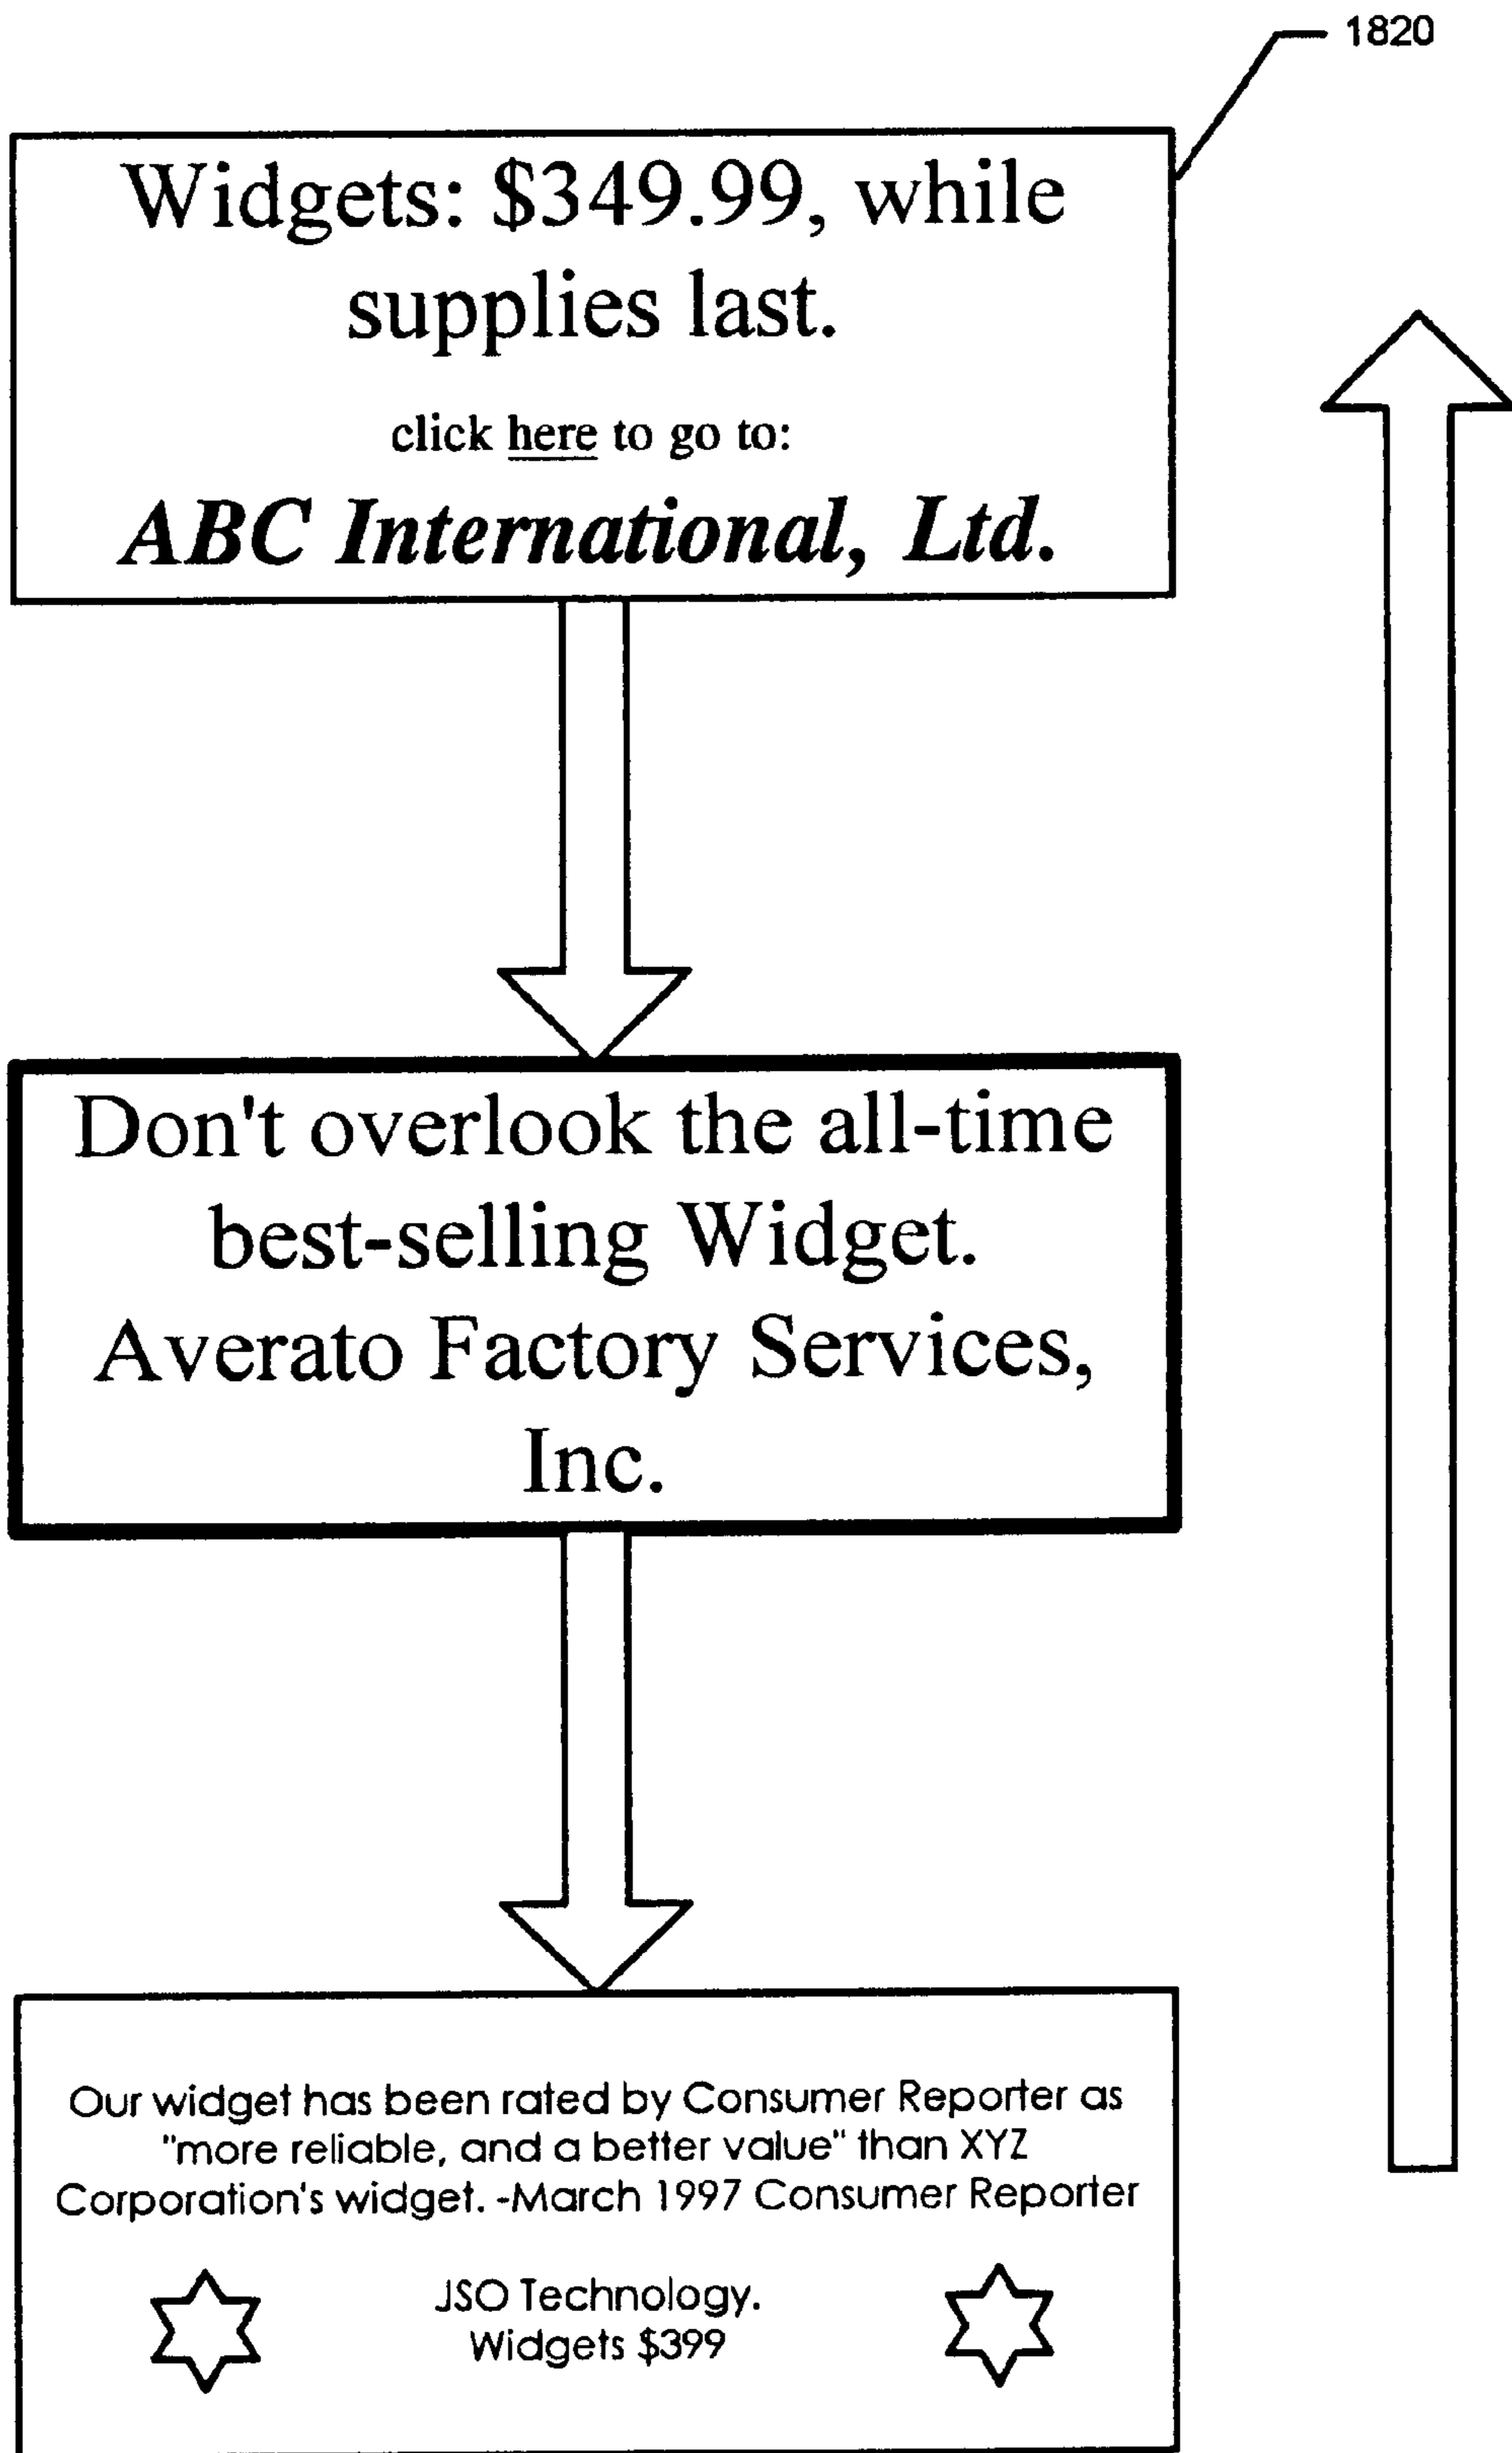 1820
Widgets: $349.99, while
supplies last.
click here to go to:
ABC International, Ltd.
Don't overlook the all-time
best-selling Widget.
Averato Factory Services,
Inc.
Our widget has been rated by Consumer Reporter as
"more reliable, and a better value" than XYZ
Corporation's widget. -March 1997 Consumer Reporter
JSO Technology.
Widgets $399